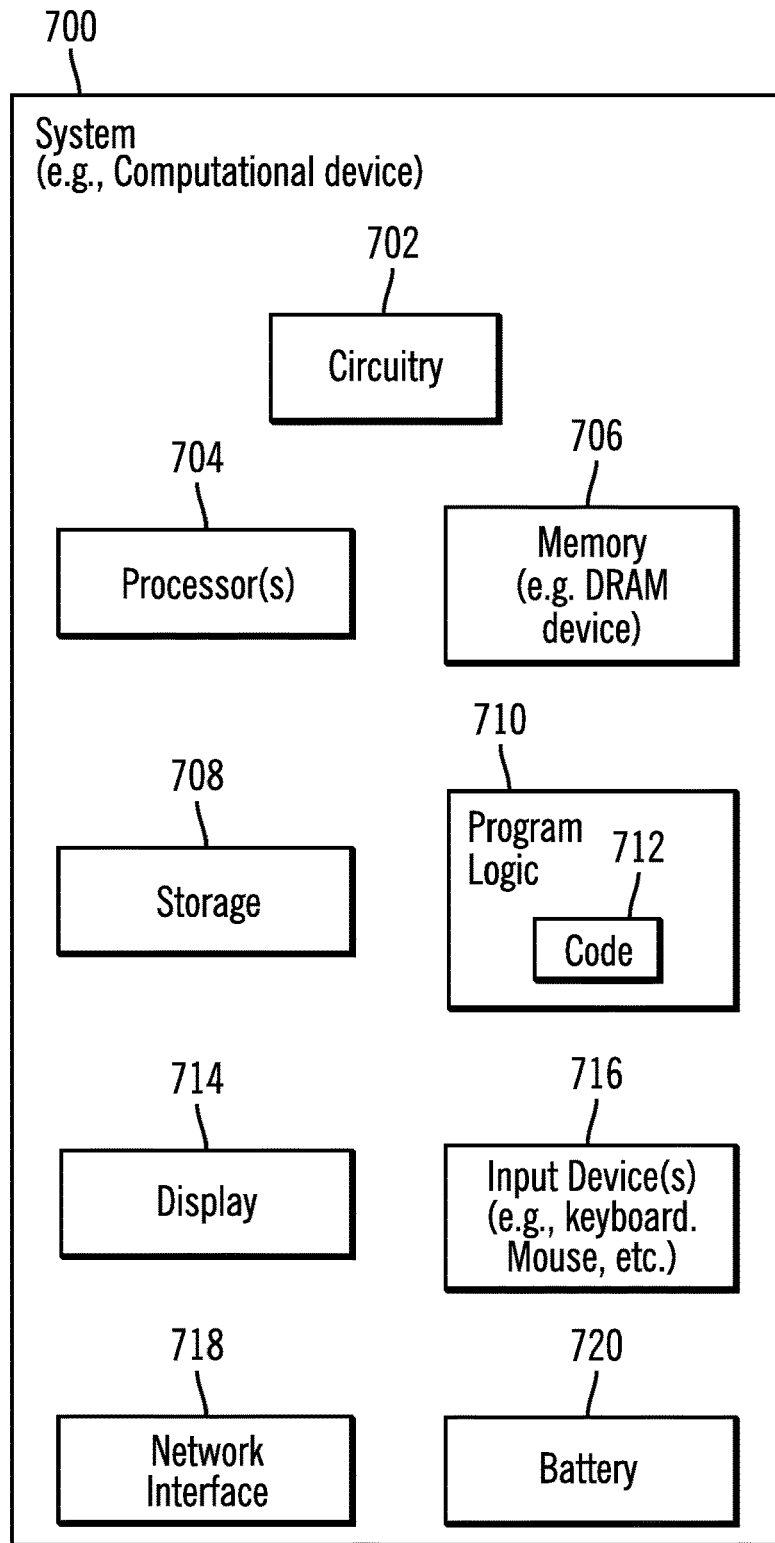 700
System
(e.g., Computational device)
702
Circuitry
704
Processor(s)
706
Memory
(e.g. DRAM
device)
708
Storage
710
Program
Logic
712
Code
714
Display
716
Input Device(s)
(e.g., keyboard.
Mouse, etc.)
718
Network
Interface
720
Battery